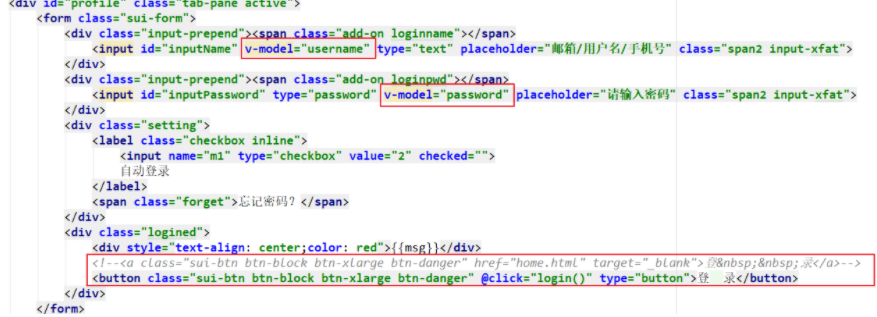 <div id="profile" class="tab-pane active">
<form class="sui-form">
<div class="input-prepend"><span class="add-on loginname"></span>
<input id="inputName" v-model="username" type="text" placeholder="邮箱/用户名/手机号" class="span2 input-xfat">
</div>
<div class="input-prepend"><span class="add-on loginpwd"></span>
<input id="inputPassword" type="password" v-model="password" placeholder="请输入密码" class="span2 input-xfat">
</div>
<div class="setting">
<label class="checkbox inline">
<input name="m1" type="checkbox" value="2" checked="">
自动登录
</label>
<span class="forget">忘记密码？</span>
</div>
<div class="logined">
<div style="text-align: center;color: red">{{msg}}</div>
<!--<a class="sui-btn btn-block btn-xlarge btn-danger" href="home.html" target="_blank">登&nbsp;&nbsp;录</a>-->
<button class="sui-btn btn-block btn-xlarge btn-danger" @click="login()" type="button">登  录</button>
</div>
</form>